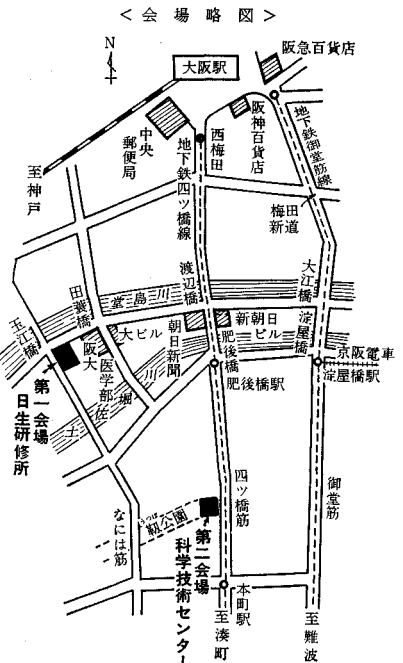 ＜会場略図＞
N
大阪駅
阪急百貨店
中央郵便局
西梅田
阪神百貨店
地下鉄御堂筋線
地下鉄四ツ橋線
至神戸
梅田新道
渡辺橋
大江橋
堂島川
田蓑橋
玉江橋
大ビル
朝日新聞
新朝日ビル
肥後橋
淀屋橋
京阪電車
淀屋橋駅
阪大医学部
肥後橋駅
土佐堀川
第一会場
日生研修所
四ツ橋筋
御堂筋
うつぼ
靱公園
なにわ筋
第二会場
科学技術センター
本町駅
至湊町
至難波